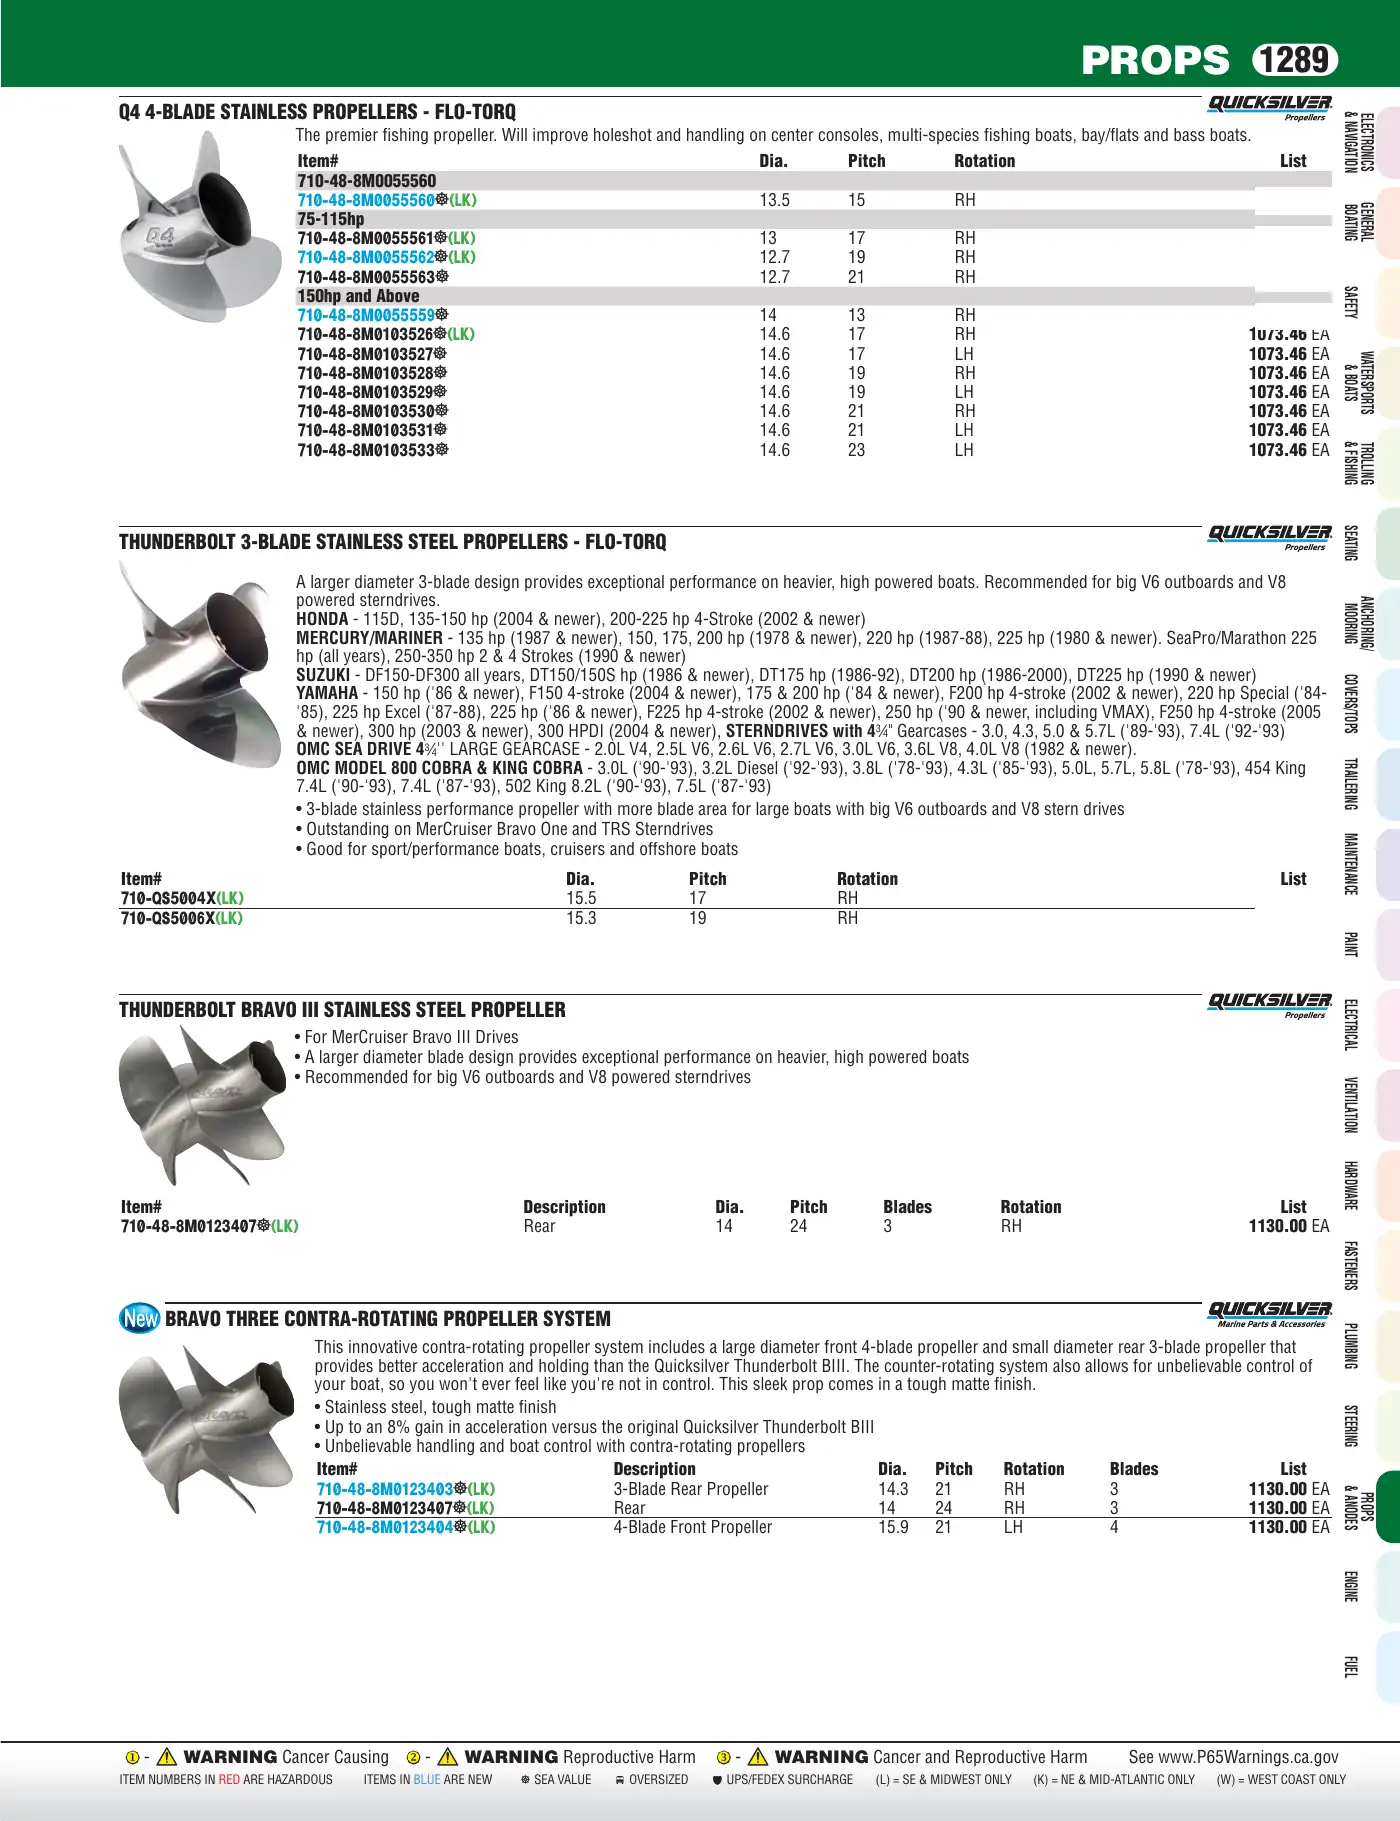 PROPS 1289
Q4 4-BLADE STAINLESS PROPELLERS - FLO-TORQ
QUICKSILVER
Propellers
The premier fishing propeller. Will improve holeshot and handling on center consoles, multi-species fishing boats, bay/flats and bass boats.
Item# Dia. Pitch Rotation List
710-48-8M0055560
710-48-8M0055560(LK) 13.5 15 RH
75-115hp
710-48-8M0055561(LK) 13 17 RH
710-48-8M0055562(LK) 12.7 19 RH
710-48-8M0055563 12.7 21 RH
150hp and Above
710-48-8M0055559 14 13 RH
710-48-8M0103526(LK) 14.6 17 RH 1073.46 EA
710-48-8M0103527 14.6 17 LH 1073.46 EA
710-48-8M0103528 14.6 19 RH 1073.46 EA
710-48-8M0103529 14.6 19 LH 1073.46 EA
710-48-8M0103530 14.6 21 RH 1073.46 EA
710-48-8M0103531 14.6 21 LH 1073.46 EA
710-48-8M0103533 14.6 23 LH 1073.46 EA
THUNDERBOLT 3-BLADE STAINLESS STEEL PROPELLERS - FLO-TORQ
QUICKSILVER
Propellers
A larger diameter 3-blade design provides exceptional performance on heavier, high powered boats. Recommended for big V6 outboards and V8
powered sterndrives.
HONDA - 115D, 135-150 hp (2004 & newer), 200-225 hp 4-Stroke (2002 & newer)
MERCURY/MARINER - 135 hp (1987 & newer), 150, 175, 200 hp (1978 & newer), 220 hp (1987-88), 225 hp (1980 & newer). SeaPro/Marathon 225
hp (all years), 250-350 hp 2 & 4 Strokes (1990 & newer)
SUZUKI - DF150-DF300 all years, DT150/150S hp (1986 & newer), DT175 hp (1986-92), DT200 hp (1986-2000), DT225 hp (1990 & newer)
YAMAHA - 150 hp ('86 & newer), F150 4-stroke (2004 & newer), 175 & 200 hp ('84 & newer), F200 hp 4-stroke (2002 & newer), 220 hp Special ('84-
'85), 225 hp Excel ('87-88), 225 hp ('86 & newer), F225 hp 4-stroke (2002 & newer), 250 hp ('90 & newer, including VMAX), F250 hp 4-stroke (2005
& newer), 300 hp (2003 & newer), 300 HPDI (2004 & newer), STERNDRIVES with 4¾" Gearcases - 3.0, 4.3, 5.0 & 5.7L ('89-'93), 7.4L ('92-'93)
OMC SEA DRIVE 4¾'' LARGE GEARCASE - 2.0L V4, 2.5L V6, 2.6L V6, 2.7L V6, 3.0L V6, 3.6L V8, 4.0L V8 (1982 & newer).
OMC MODEL 800 COBRA & KING COBRA - 3.0L ('90-'93), 3.2L Diesel ('92-'93), 3.8L ('78-'93), 4.3L ('85-'93), 5.0L, 5.7L, 5.8L ('78-'93), 454 King
7.4L ('90-'93), 7.4L ('87-'93), 502 King 8.2L ('90-'93), 7.5L ('87-'93)
• 3-blade stainless performance propeller with more blade area for large boats with big V6 outboards and V8 stern drives
• Outstanding on MerCruiser Bravo One and TRS Sterndrives
• Good for sport/performance boats, cruisers and offshore boats
Item# Dia. Pitch Rotation List
710-QS5004X(LK) 15.5 17 RH
710-QS5006X(LK) 15.3 19 RH
THUNDERBOLT BRAVO III STAINLESS STEEL PROPELLER
QUICKSILVER
Propellers
• For MerCruiser Bravo III Drives
• A larger diameter blade design provides exceptional performance on heavier, high powered boats
• Recommended for big V6 outboards and V8 powered sterndrives
Item# Description Dia. Pitch Blades Rotation List
710-48-8M0123407(LK) Rear 14 24 3 RH 1130.00 EA
New BRAVO THREE CONTRA-ROTATING PROPELLER SYSTEM
QUICKSILVER
Marine Parts & Accessories
This innovative contra-rotating propeller system includes a large diameter front 4-blade propeller and small diameter rear 3-blade propeller that
provides better acceleration and holding than the Quicksilver Thunderbolt BIII. The counter-rotating system also allows for unbelievable control of
your boat, so you won't ever feel like you're not in control. This sleek prop comes in a tough matte finish.
• Stainless steel, tough matte finish
• Up to an 8% gain in acceleration versus the original Quicksilver Thunderbolt BIII
• Unbelievable handling and boat control with contra-rotating propellers
Item# Description Dia. Pitch Rotation Blades List
710-48-8M0123403(LK) 3-Blade Rear Propeller 14.3 21 RH 3 1130.00 EA
710-48-8M0123407(LK) Rear 14 24 RH 3 1130.00 EA
710-48-8M0123404(LK) 4-Blade Front Propeller 15.9 21 LH 4 1130.00 EA
ELECTRONICS
& NAVIGATION
GENERAL
BOATING
SAFETY
WATERSPORTS
& BOATS
TROLLING
& FISHING
SEATING
ANCHORING/
MOORING
COVERS/TOPS
TRAILERING
MAINTENANCE
PAINT
ELECTRICAL
VENTILATION
HARDWARE
FASTENERS
PLUMBING
STEERING
PROPS
& ANODES
ENGINE
FUEL
1 - WARNING Cancer Causing 2 - WARNING Reproductive Harm 3 - WARNING Cancer and Reproductive Harm See www.P65Warnings.ca.gov
ITEM NUMBERS IN RED ARE HAZARDOUS ITEMS IN BLUE ARE NEW SEA VALUE OVERSIZED UPS/FEDEX SURCHARGE (L) = SE & MIDWEST ONLY (K) = NE & MID-ATLANTIC ONLY (W) = WEST COAST ONLY